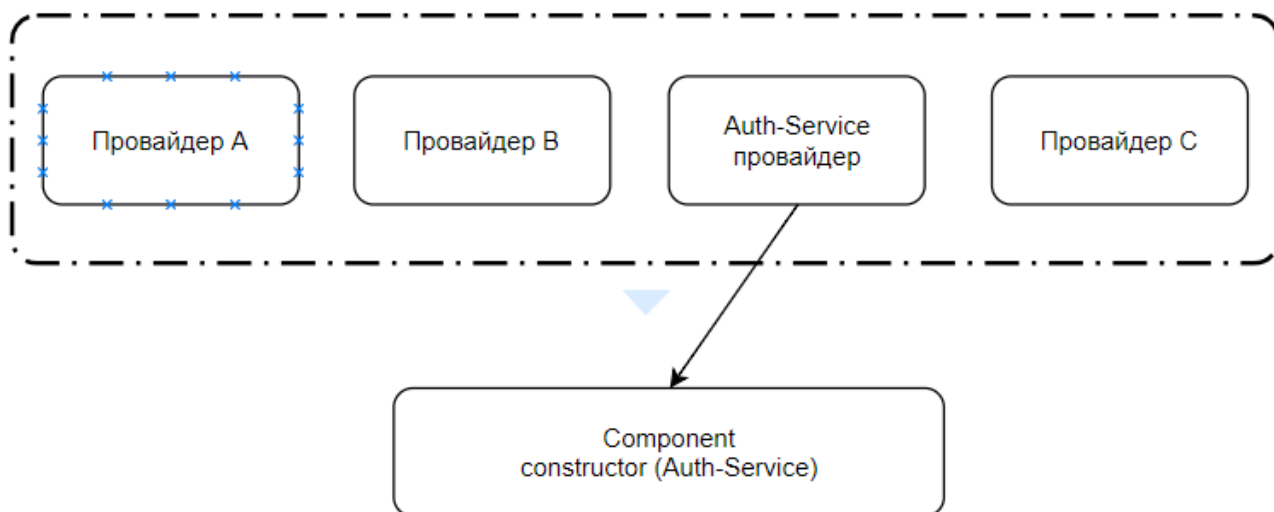 Провайдер A
Провайдер B
Auth-Service
провайдер
Провайдер C
Component
constructor (Auth-Service)